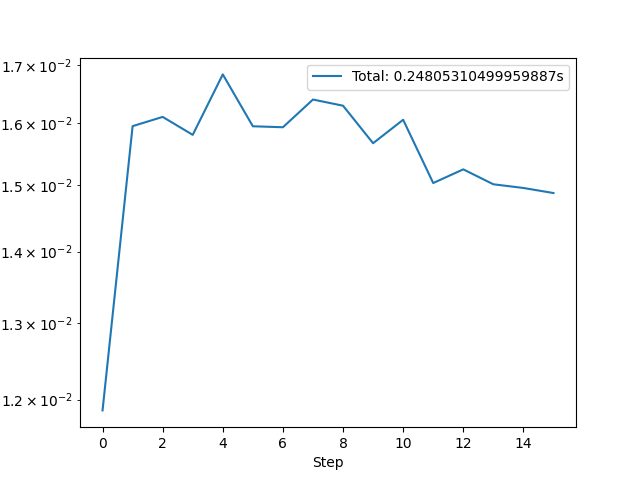 1.7 × 10⁻²
Total: 0.24805310499959887s
1.6 × 10⁻²
1.5 × 10⁻²
1.4 × 10⁻²
1.3 × 10⁻²
1.2 × 10⁻²
0 2 4 6 8 10 12 14
Step